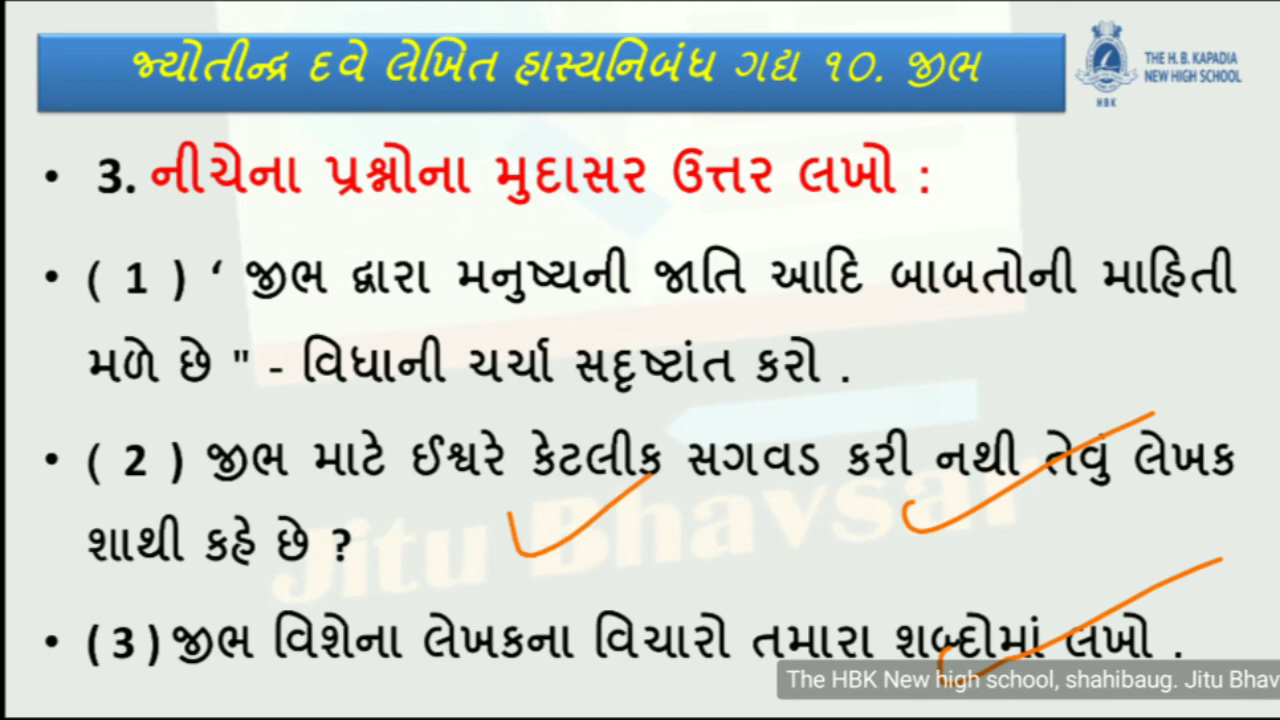 જ્યોતીન્દ્ર દવે લેખિત હાસ્યનિબંધ ગદ્ય ૧૦. જીભ
THE H. B. KAPADIA
NEW HIGH SCHOOL
HBK
• 3. નીચેના પ્રશ્નોના મુદાસર ઉત્તર લખો :
• ( 1 ) ‘ જીભ દ્વારા મનુષ્યની જાતિ આદિ બાબતોની માહિતી
મળે છે " - વિધાની ચર્ચા સદૃષ્ટાંત કરો .
• ( 2 ) જીભ માટે ઈશ્વરે કેટલીક સગવડ કરી નથી તેવું લેખક
શાથી કહે છે ?
• ( 3 ) જીભ વિશેના લેખકના વિચારો તમારા શબ્દોમાં લખો .
Jitu Bhavsar
The HBK New high school, shahibaug. Jitu Bhav